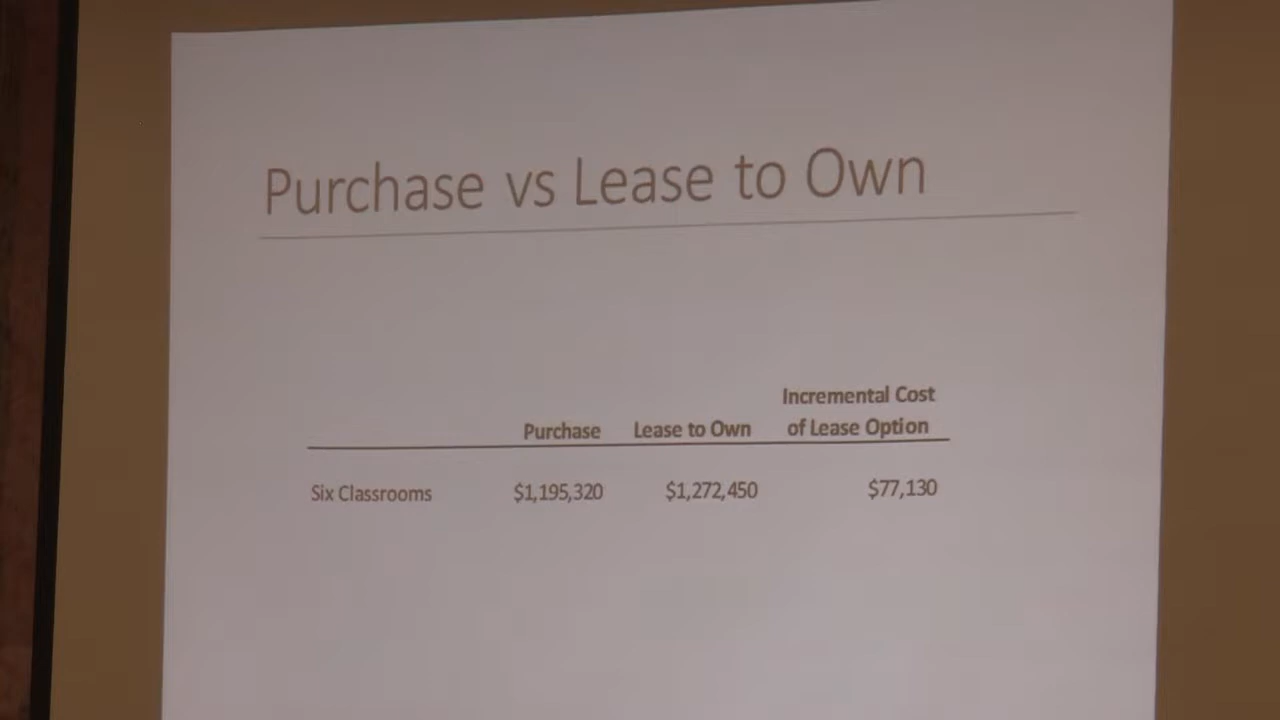 Purchase vs Lease to Own
Incremental Cost
Purchase Lease to Own of Lease Option
Six Classrooms $1,195,320 $1,272,450 $77,130